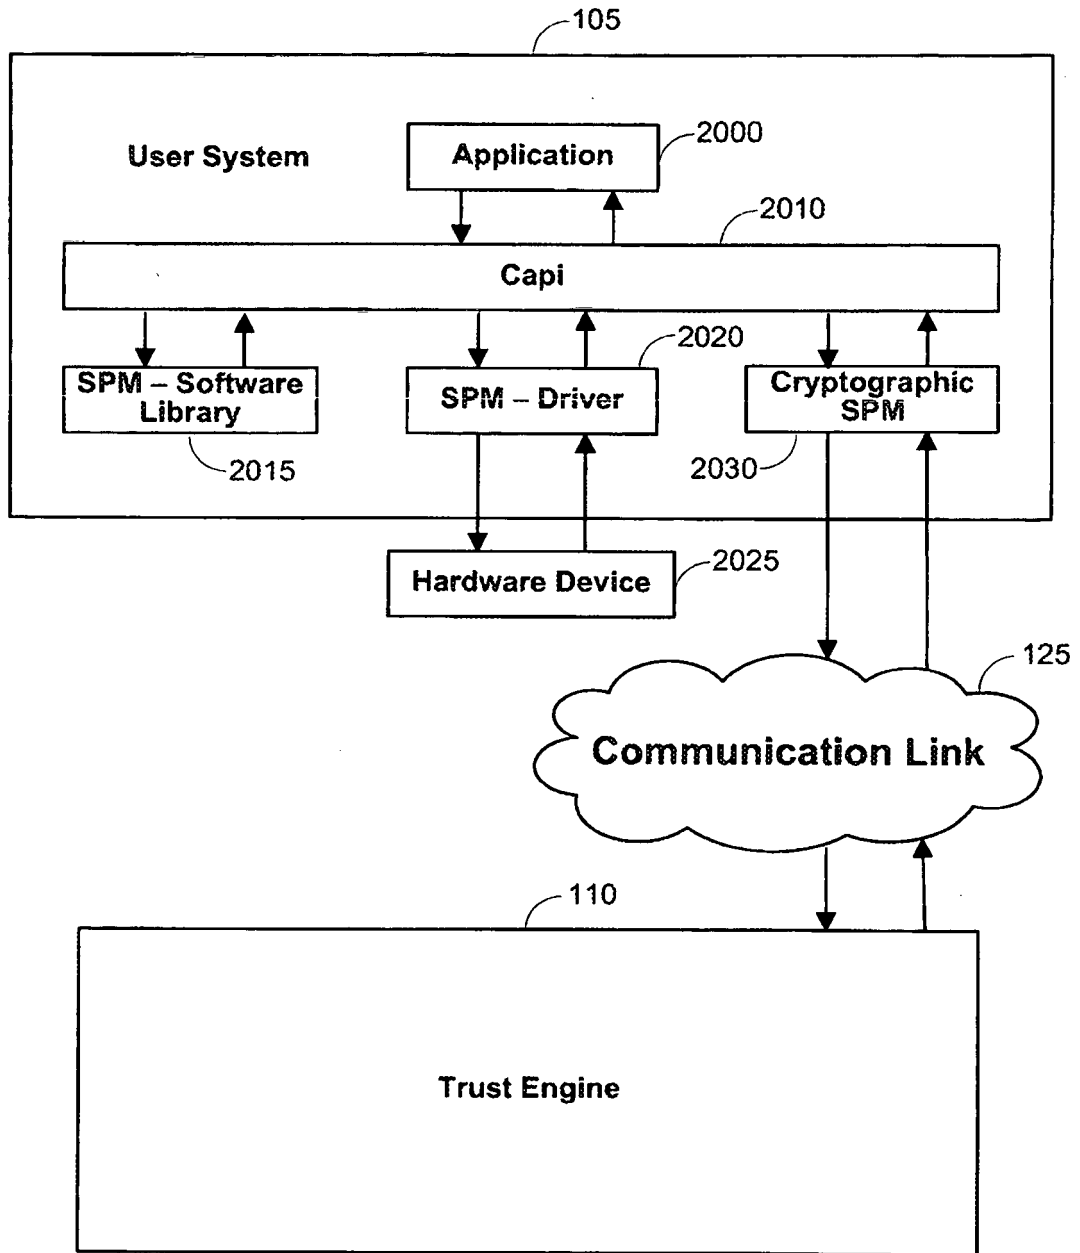 105
User System
Application
2000
2010
Capi
SPM – Software
Library
2015
SPM – Driver
2020
Cryptographic
SPM
2030
Hardware Device
2025
125
Communication Link
110
Trust Engine